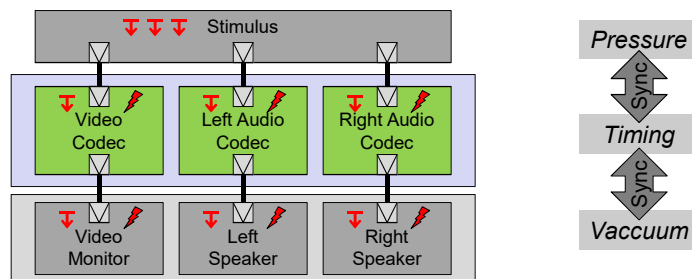 Stimulus
Video
Codec
Left Audio
Codec
Right Audio
Codec
Video
Monitor
Left
Speaker
Right
Speaker
Pressure
Sync
Timing
Sync
Vaccuum